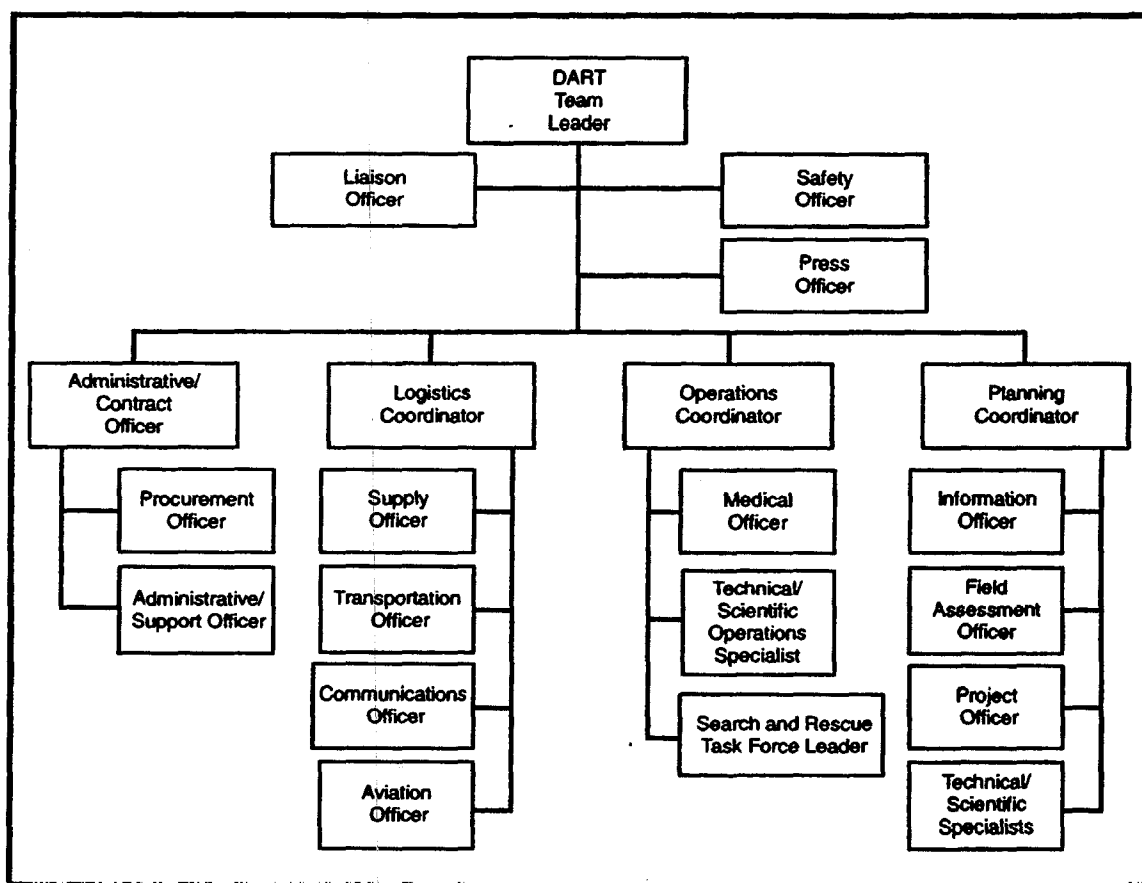 DART
Team
Leader
Liaison
Officer
Safety
Officer
Press
Officer
Administrative/
Contract
Officer
Logistics
Coordinator
Operations
Coordinator
Planning
Coordinator
Procurement
Officer
Administrative/
Support Officer
Supply
Officer
Transportation
Officer
Communications
Officer
Aviation
Officer
Medical
Officer
Technical/
Scientific
Operations
Specialist
Search and Rescue
Task Force Leader
Information
Officer
Field
Assessment
Officer
Project
Officer
Technical/
Scientific
Specialists